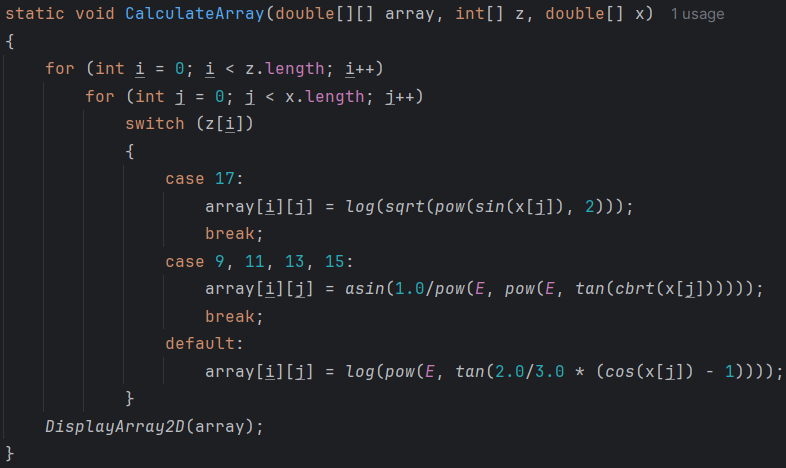 static void CalculateArray(double[][] array, int[] z, double[] x) 1 usage
{
    for (int i = 0; i < z.length; i++)
        for (int j = 0; j < x.length; j++)
            switch (z[i])
            {
                case 17:
                    array[i][j] = log(sqrt(pow(sin(x[j]), 2)));
                    break;
                case 9, 11, 13, 15:
                    array[i][j] = asin(1.0/pow(E, pow(E, tan(cbrt(x[j])))));
                    break;
                default:
                    array[i][j] = log(pow(E, tan(2.0/3.0 * (cos(x[j]) - 1))));
            }
    DisplayArray2D(array);
}